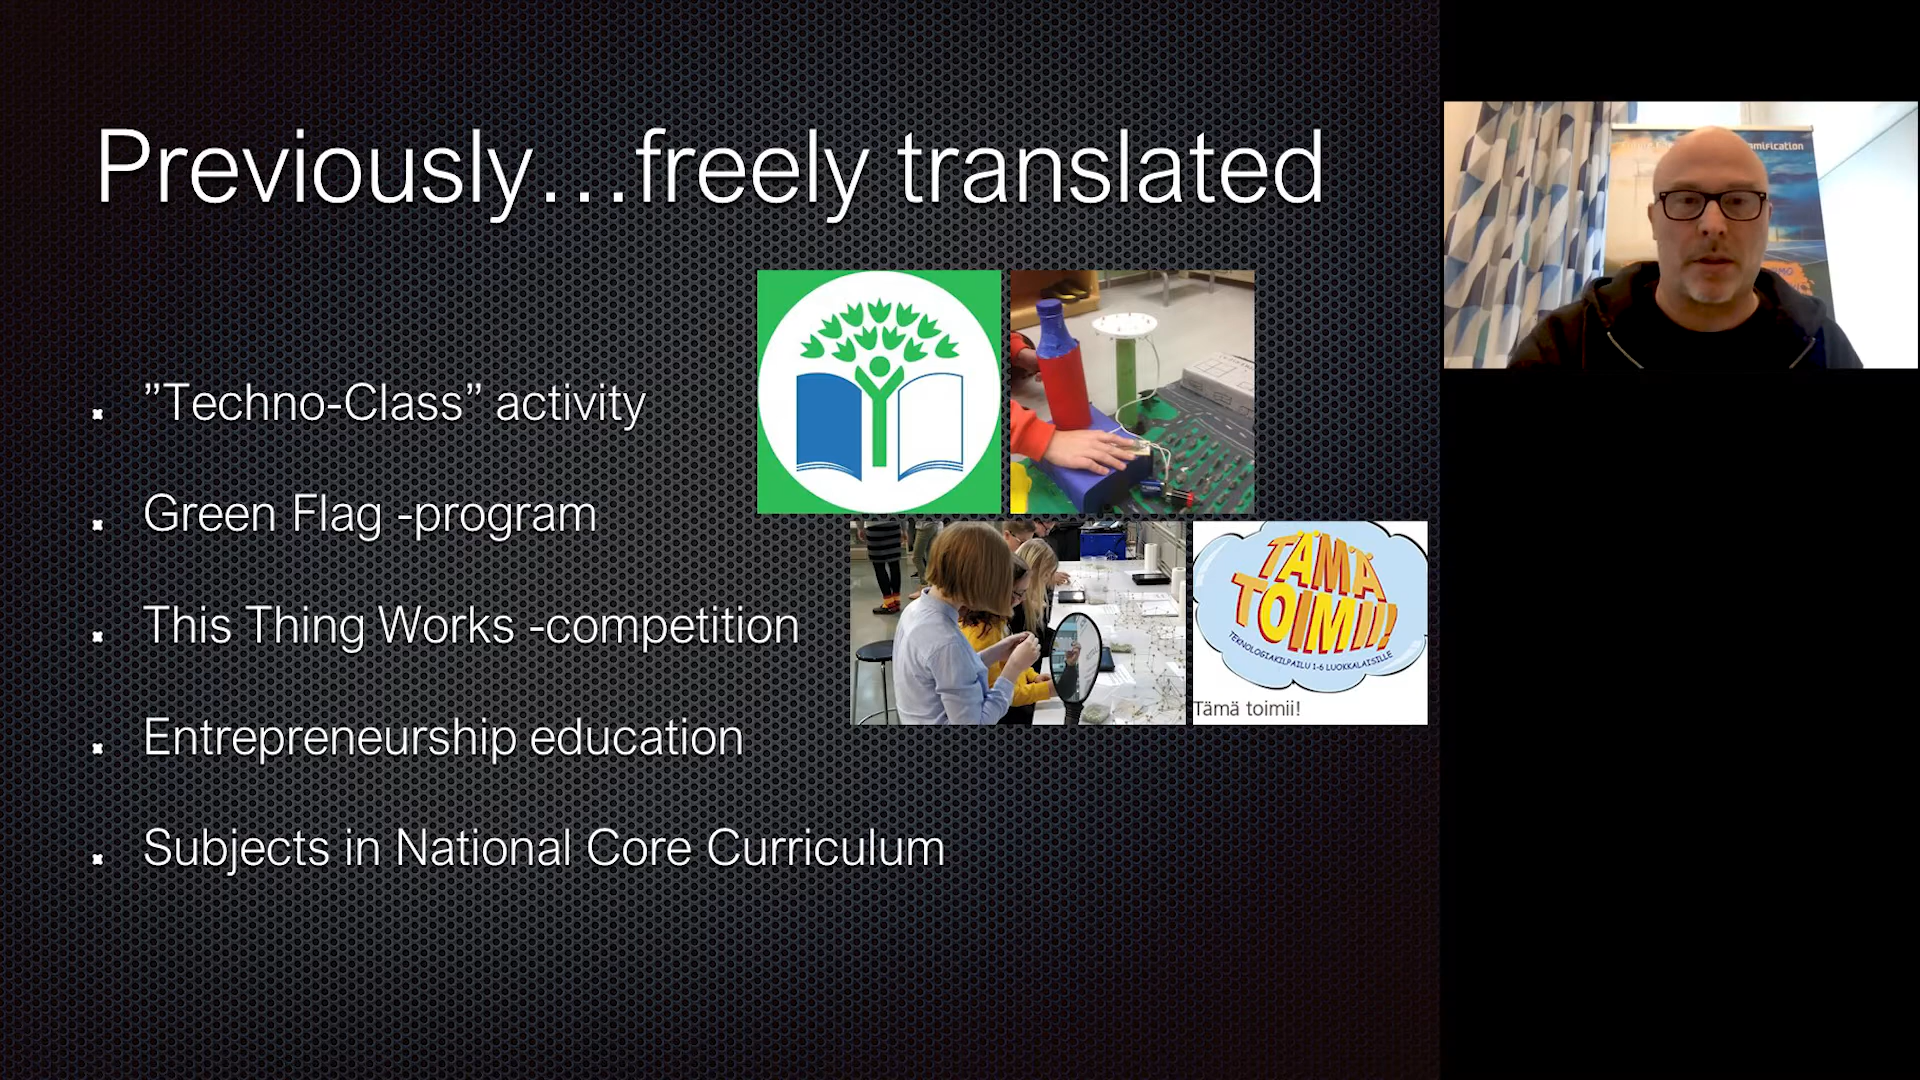 Previously...freely translated
”Techno-Class” activity
Green Flag -program
This Thing Works -competition
Entrepreneurship education
Subjects in National Core Curriculum
TÄMÄ
TOIMII!
TEKNOLOGIAKILPAILU 1-6 LUOKKALAISILLE
Tämä toimii!